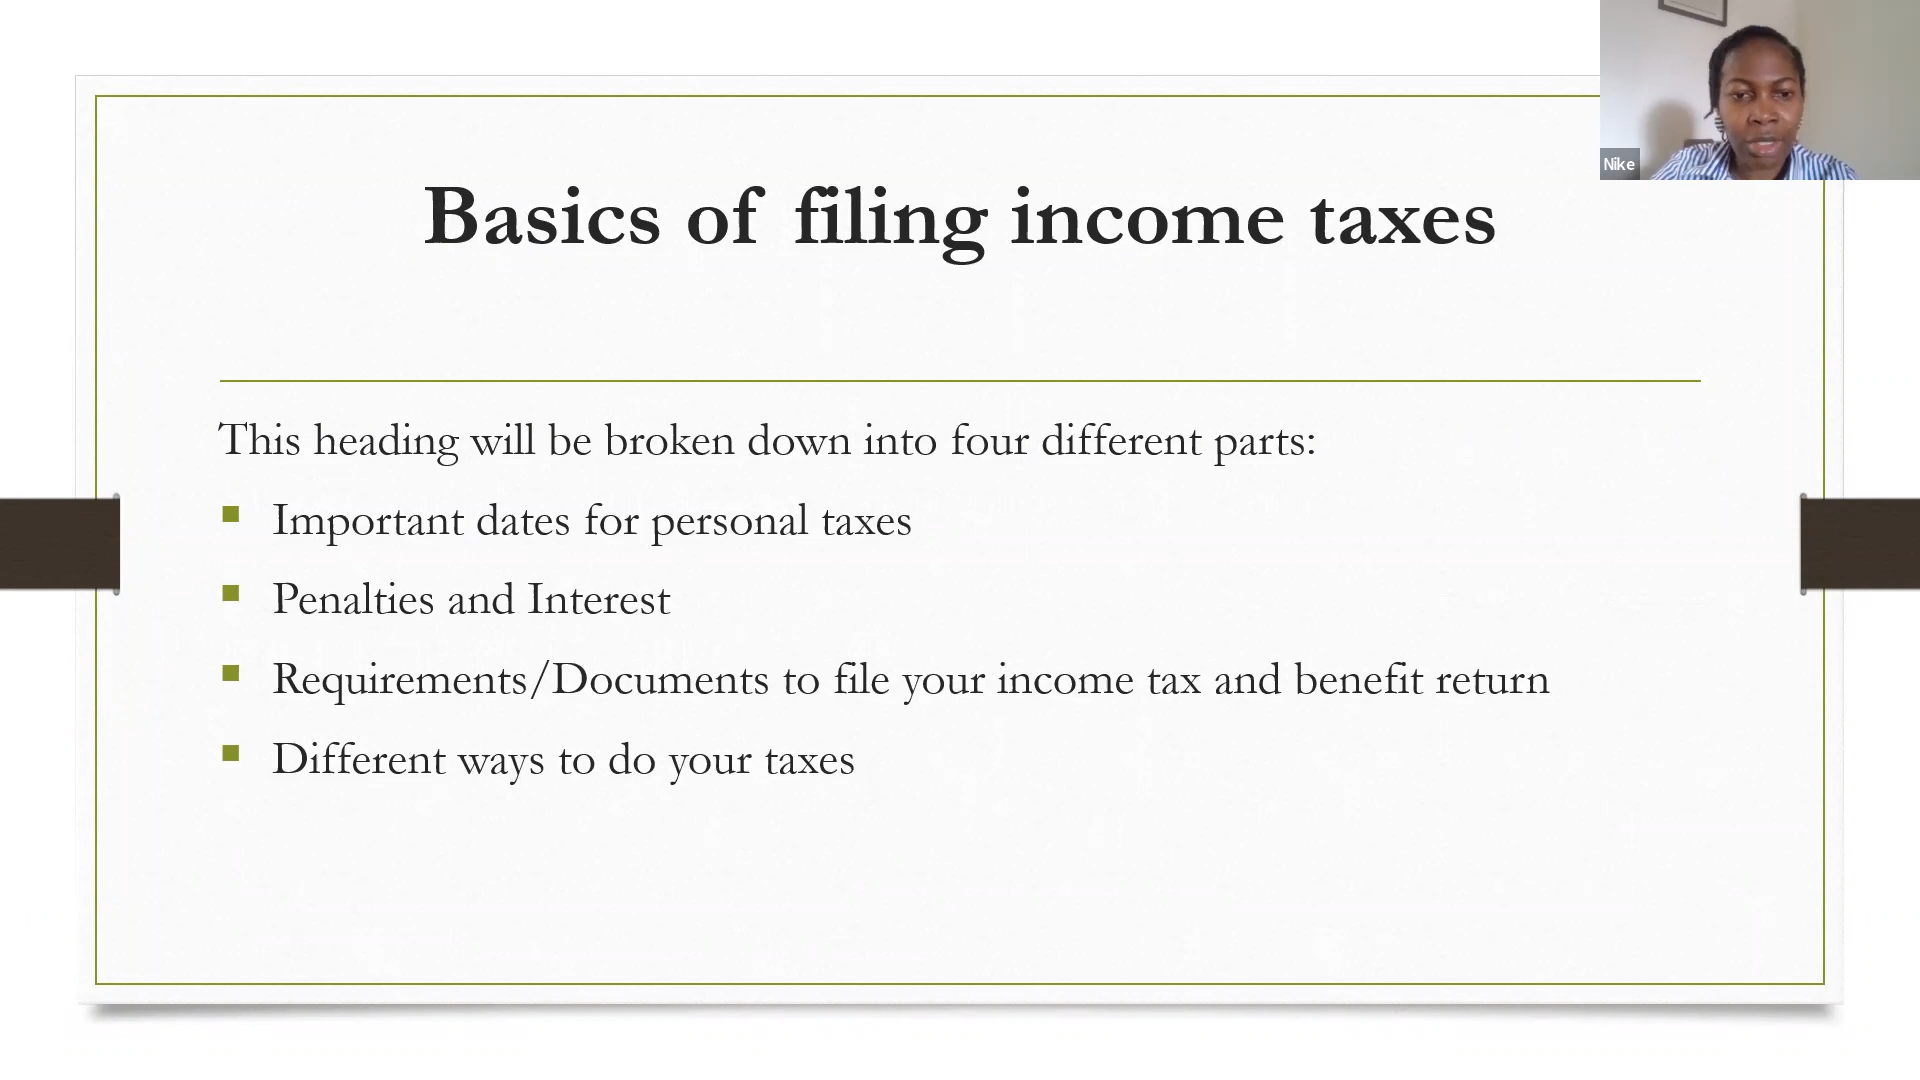 Nike
Basics of filing income taxes
This heading will be broken down into four different parts:
Important dates for personal taxes
Penalties and Interest
Requirements/Documents to file your income tax and benefit return
Different ways to do your taxes